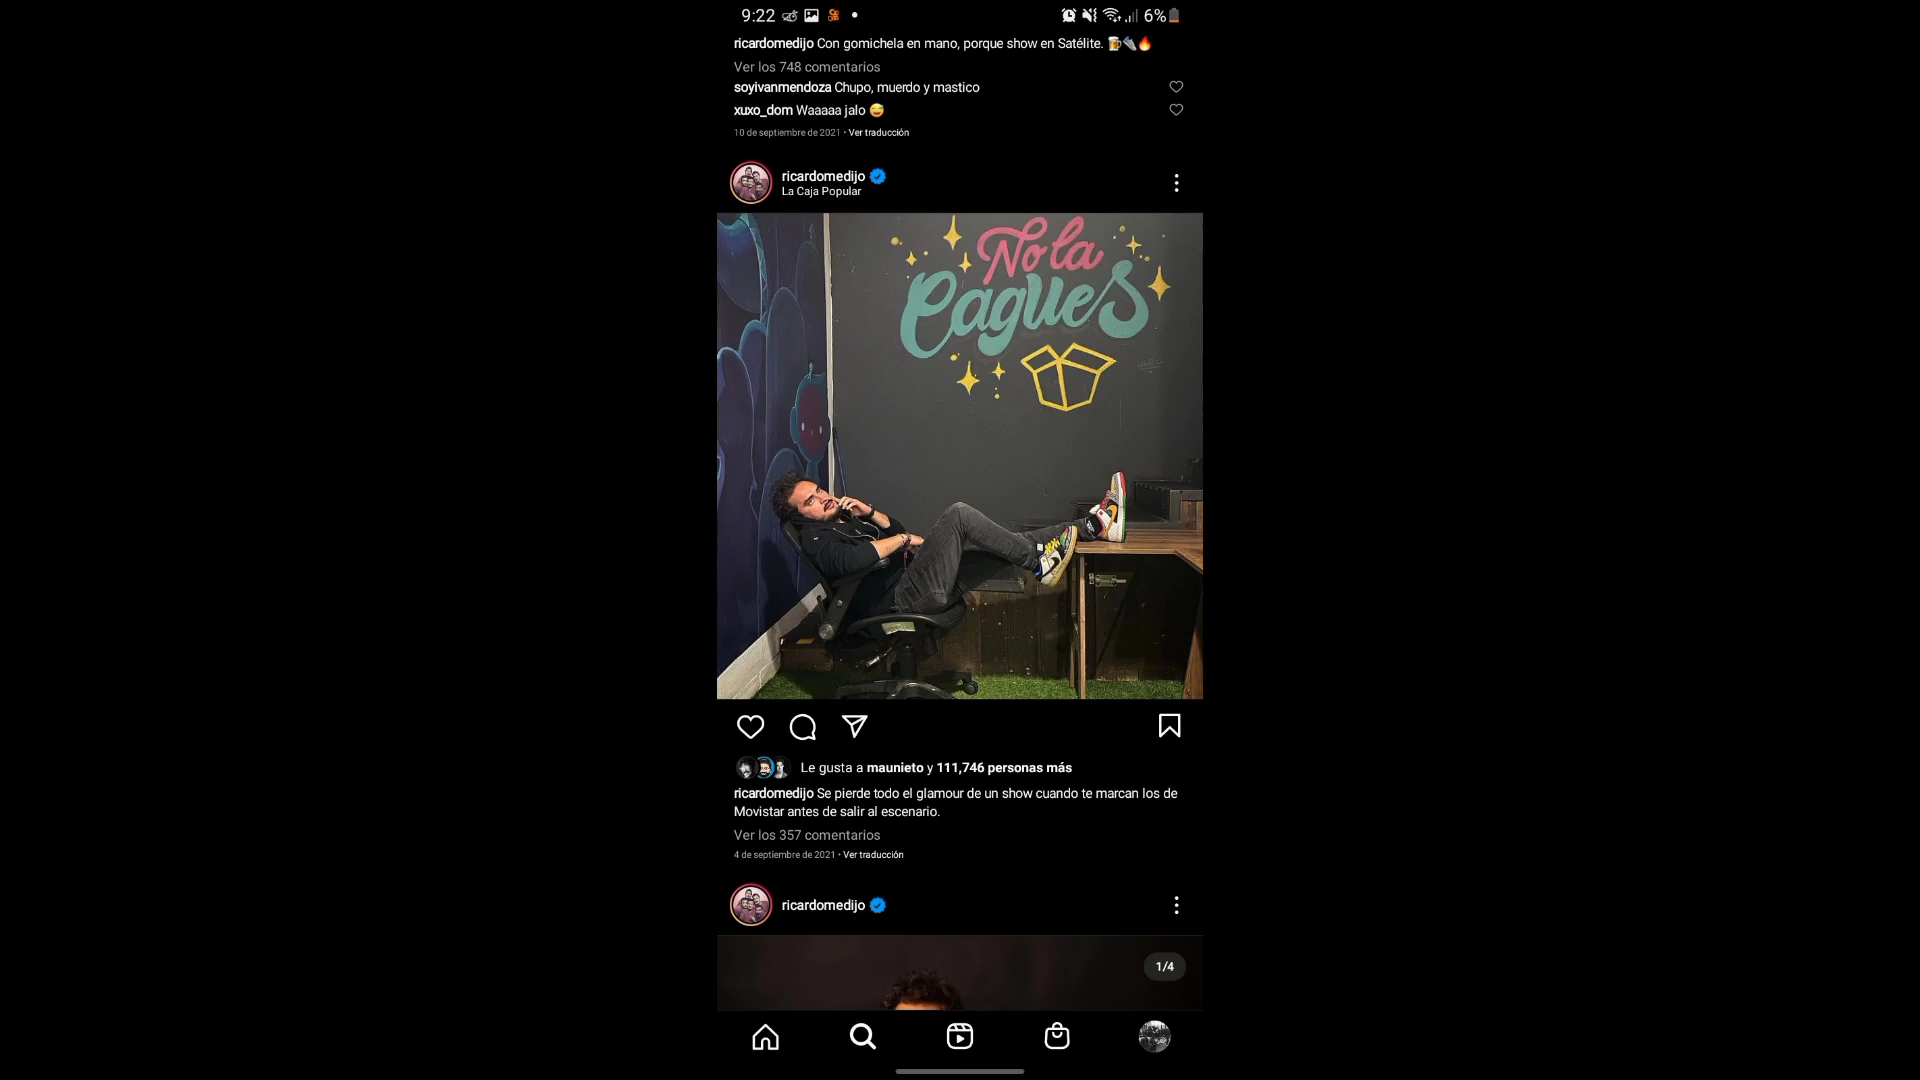 9:22
6%
ricardomedijo Con gomichela en mano, porque show en Satélite. 🍺👟🔥
Ver los 748 comentarios
soyivanmendoza Chupo, muerdo y mastico
xuxo_dom Waaaaa jalo 😅
10 de septiembre de 2021 · Ver traducción
ricardomedijo
La Caja Popular
No la
Cagues
Le gusta a maunieto y 111,746 personas más
ricardomedijo Se pierde todo el glamour de un show cuando te marcan los de
Movistar antes de salir al escenario.
Ver los 357 comentarios
4 de septiembre de 2021 · Ver traducción
ricardomedijo
1/4